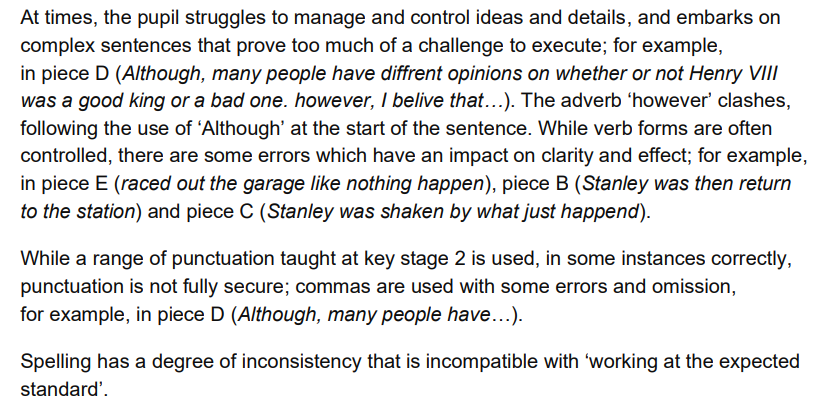 At times, the pupil struggles to manage and control ideas and details, and embarks on
complex sentences that prove too much of a challenge to execute; for example,
in piece D (Although, many people have diffrent opinions on whether or not Henry VIII
was a good king or a bad one. however, I belive that…). The adverb ‘however’ clashes,
following the use of ‘Although’ at the start of the sentence. While verb forms are often
controlled, there are some errors which have an impact on clarity and effect; for example,
in piece E (raced out the garage like nothing happen), piece B (Stanley was then return
to the station) and piece C (Stanley was shaken by what just happend).
While a range of punctuation taught at key stage 2 is used, in some instances correctly,
punctuation is not fully secure; commas are used with some errors and omission,
for example, in piece D (Although, many people have…).
Spelling has a degree of inconsistency that is incompatible with ‘working at the expected
standard’.